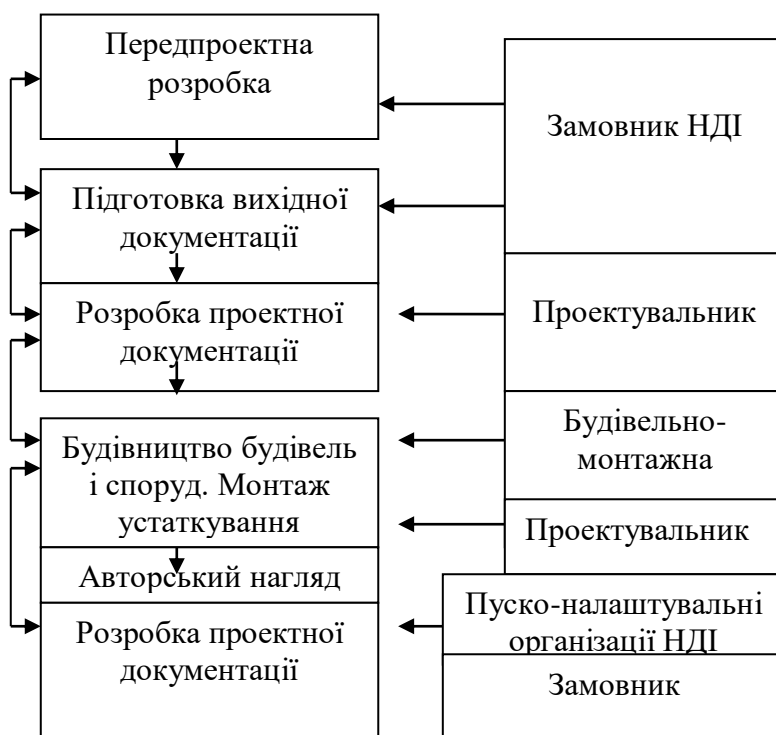 Передпроектна
розробка
Замовник НДІ
Підготовка вихідної
документації
Розробка проектної
документації
Проектувальник
Будівництво будівель
і споруд. Монтаж
устаткування
Будівельно-
монтажна
Проектувальник
Авторський нагляд
Розробка проектної
документації
Пуско-налаштувальні
організації НДІ
Замовник